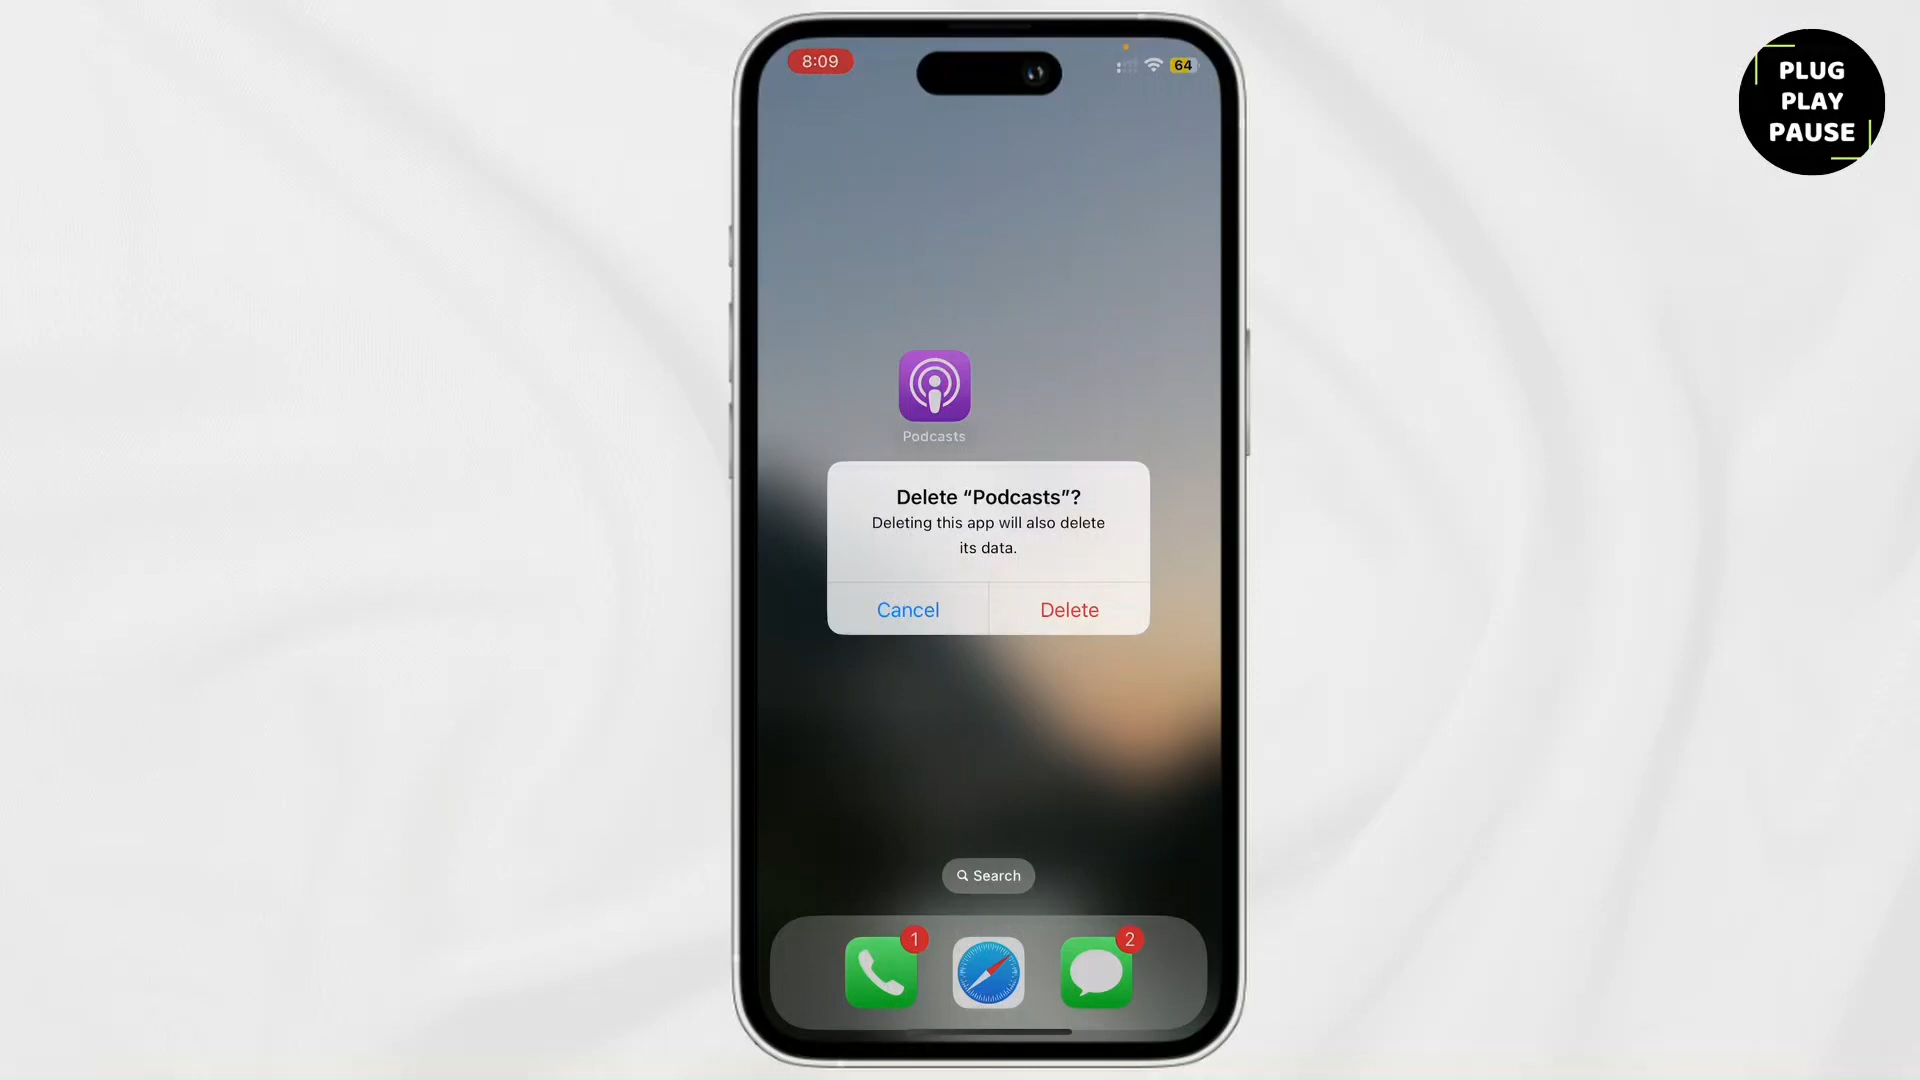 8:09
64
PLUG
PLAY
PAUSE
Podcasts
Delete “Podcasts”?
Deleting this app will also delete
its data.
Cancel
Delete
Search
1
2